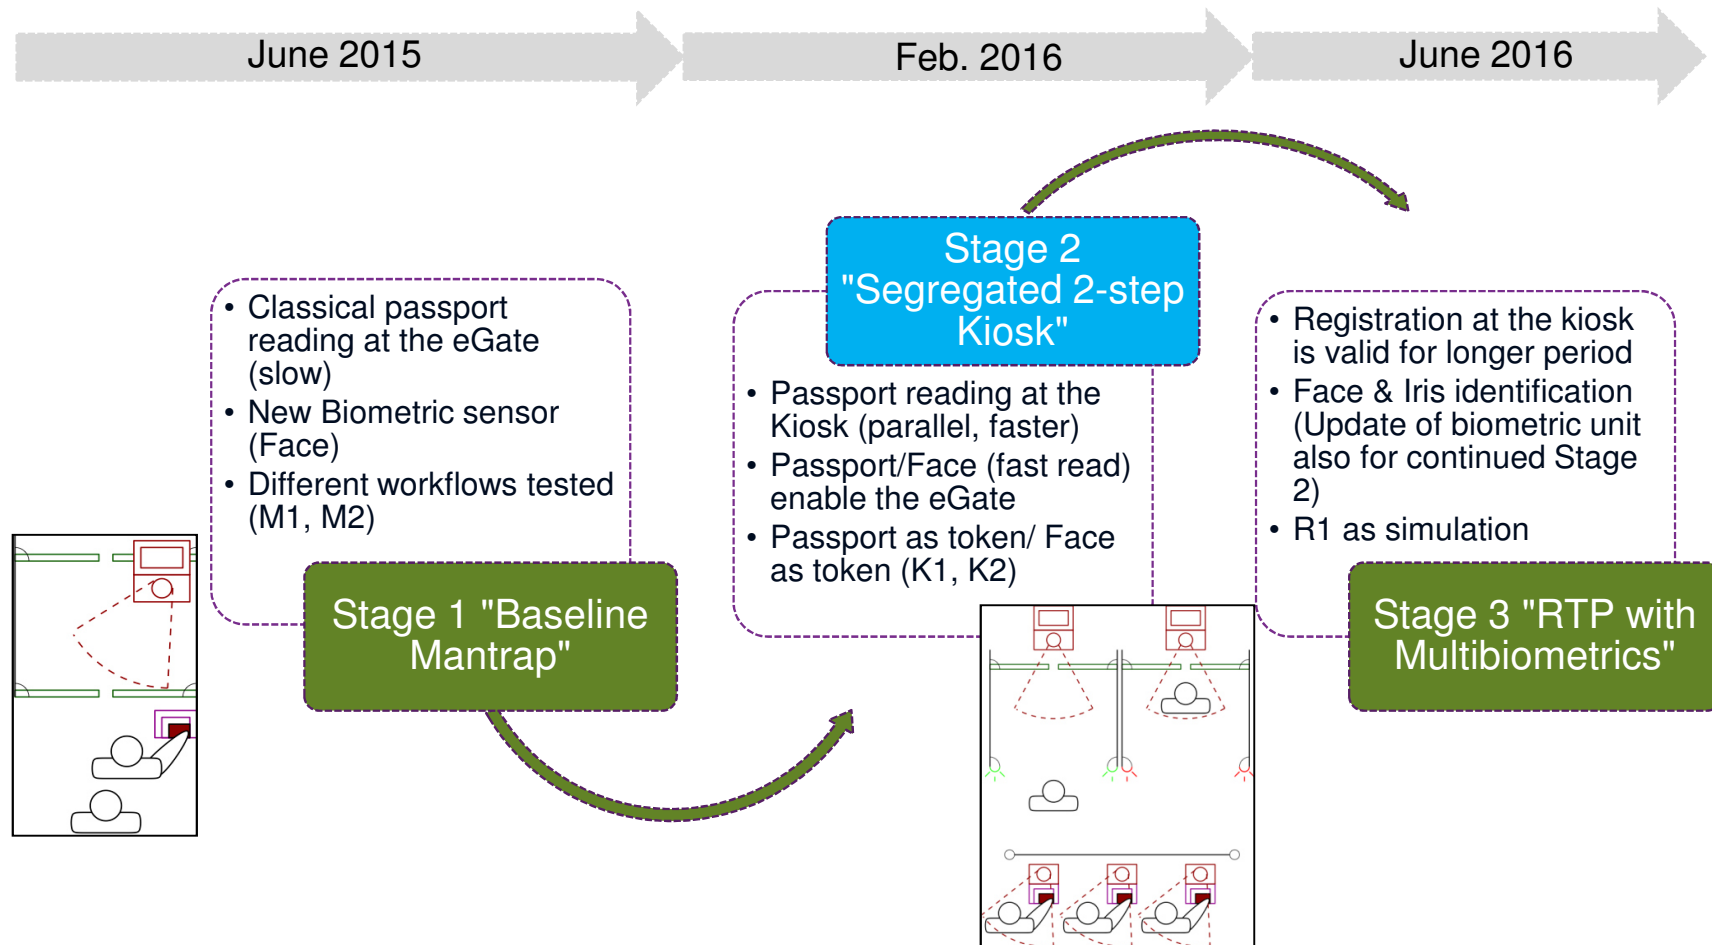 June 2015
Feb. 2016
June 2016
• Classical passport
reading at the eGate
(slow)
• New Biometric sensor
(Face)
• Different workflows tested
(M1, M2)
Stage 1 "Baseline
Mantrap"
Stage 2
"Segregated 2-step
Kiosk"
• Passport reading at the
Kiosk (parallel, faster)
• Passport/Face (fast read)
enable the eGate
• Passport as token/ Face
as token (K1, K2)
• Registration at the kiosk
is valid for longer period
• Face & Iris identification
(Update of biometric unit
also for continued Stage
2)
• R1 as simulation
Stage 3 "RTP with
Multibiometrics"